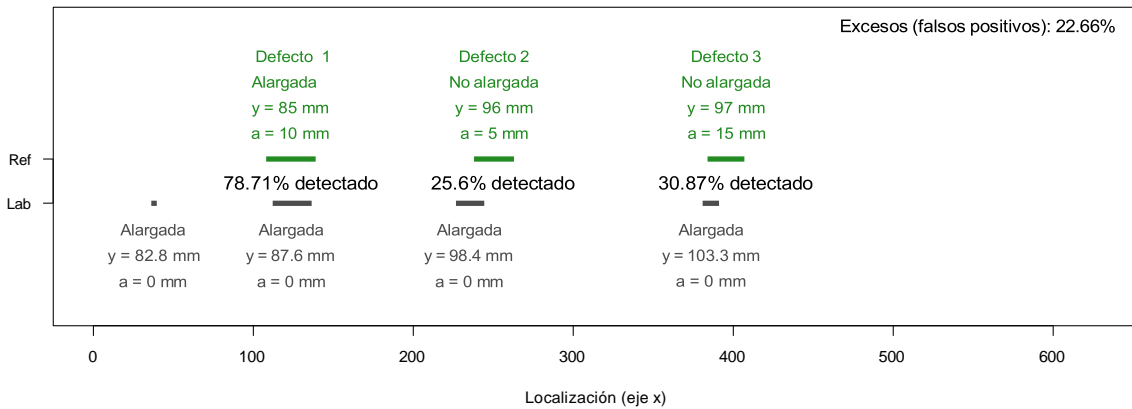 Excesos (falsos positivos): 22.66%
Defecto 1
Alargada
y = 85 mm
a = 10 mm
Defecto 2
No alargada
y = 96 mm
a = 5 mm
Defecto 3
No alargada
y = 97 mm
a = 15 mm
Ref
78.71% detectado
25.6% detectado
30.87% detectado
Lab
Alargada
y = 82.8 mm
a = 0 mm
Alargada
y = 87.6 mm
a = 0 mm
Alargada
y = 98.4 mm
a = 0 mm
Alargada
y = 103.3 mm
a = 0 mm
0 100 200 300 400 500 600
Localización (eje x)